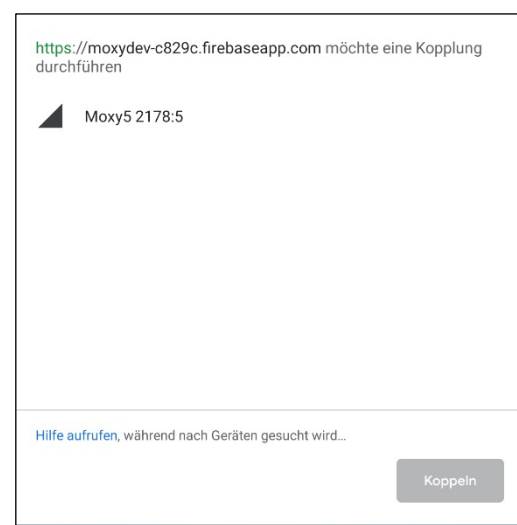 https://moxydev-c829c.firebaseapp.com möchte eine Kopplung
durchführen
Moxy5 2178:5
Hilfe aufrufen, während nach Geräten gesucht wird…
Koppeln